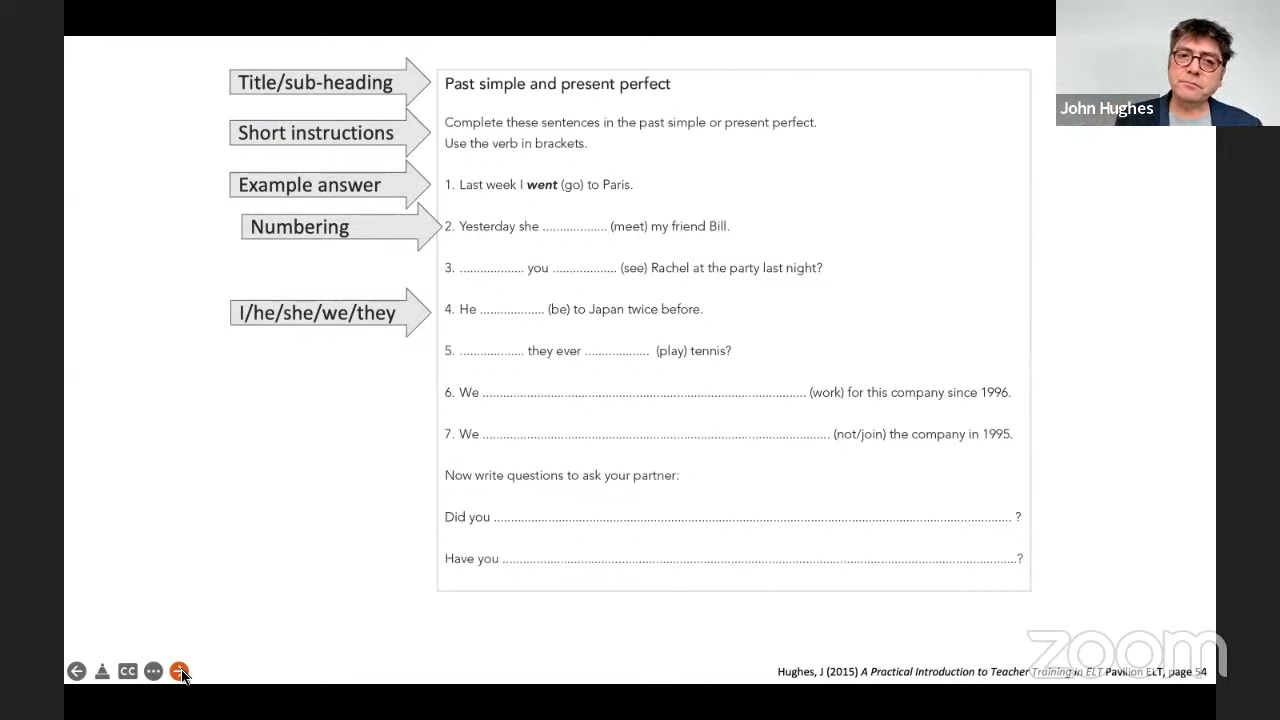 Title/sub-heading
Past simple and present perfect
John Hughes
Short instructions
Complete these sentences in the past simple or present perfect.
Use the verb in brackets.
Example answer
1. Last week I went (go) to Paris.
Numbering
2. Yesterday she ................... (meet) my friend Bill.
3. ................... you ................... (see) Rachel at the party last night?
I/he/she/we/they
4. He ................... (be) to Japan twice before.
5. ................... they ever ................... (play) tennis?
6. We ................................................................................................ (work) for this company since 1996.
7. We ....................................................................................................... (not/join) the company in 1995.
Now write questions to ask your partner:
Did you .......................................................................................................................................................... ?
Have you .........................................................................................................................................................?
CC
zoom
Hughes, J (2015) A Practical Introduction to Teacher Training in ELT Pavilion ELT, page 54